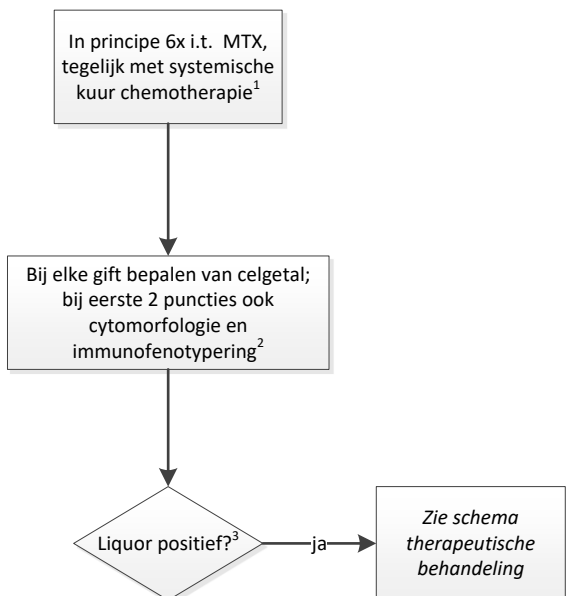 In principe 6x i.t. MTX,
tegelijk met systemische
kuur chemotherapie1
Bij elke gift bepalen van celgetal;
bij eerste 2 puncties ook
cytomorfologie en
immunofenotypering2
Liquor positief?3
ja
Zie schema
therapeutische
behandeling